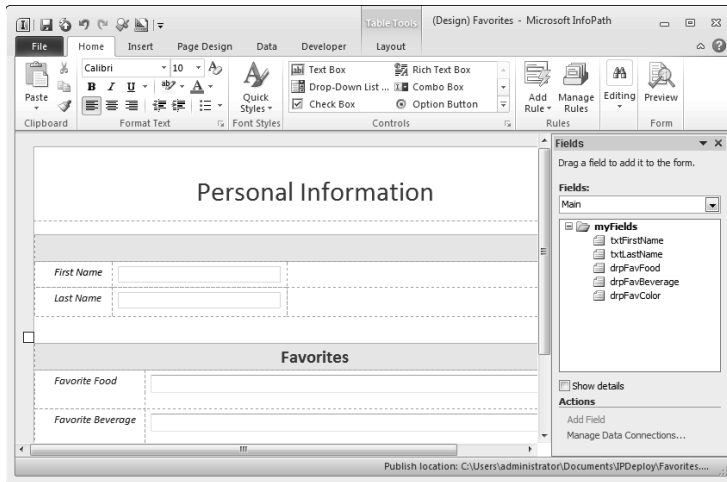 Table Tools
(Design) Favorites - Microsoft InfoPath
File Home Insert Page Design Data Developer Layout
Paste
Calibri 10
B I U
Quick Styles
Text Box
Rich Text Box
Drop-Down List ...
Combo Box
Check Box
Option Button
Add Rule
Manage Rules
Editing
Preview
Clipboard Format Text Font Styles Controls Rules Form
Personal Information
First Name
Last Name
Favorites
Favorite Food
Favorite Beverage
Fields
Drag a field to add it to the form.
Fields:
Main
myFields
txtFirstName
txtLastName
drpFavFood
drpFavBeverage
drpFavColor
Show details
Actions
Add Field
Manage Data Connections...
Publish location: C:\Users\administrator\Documents\IPDeploy\Favorites....